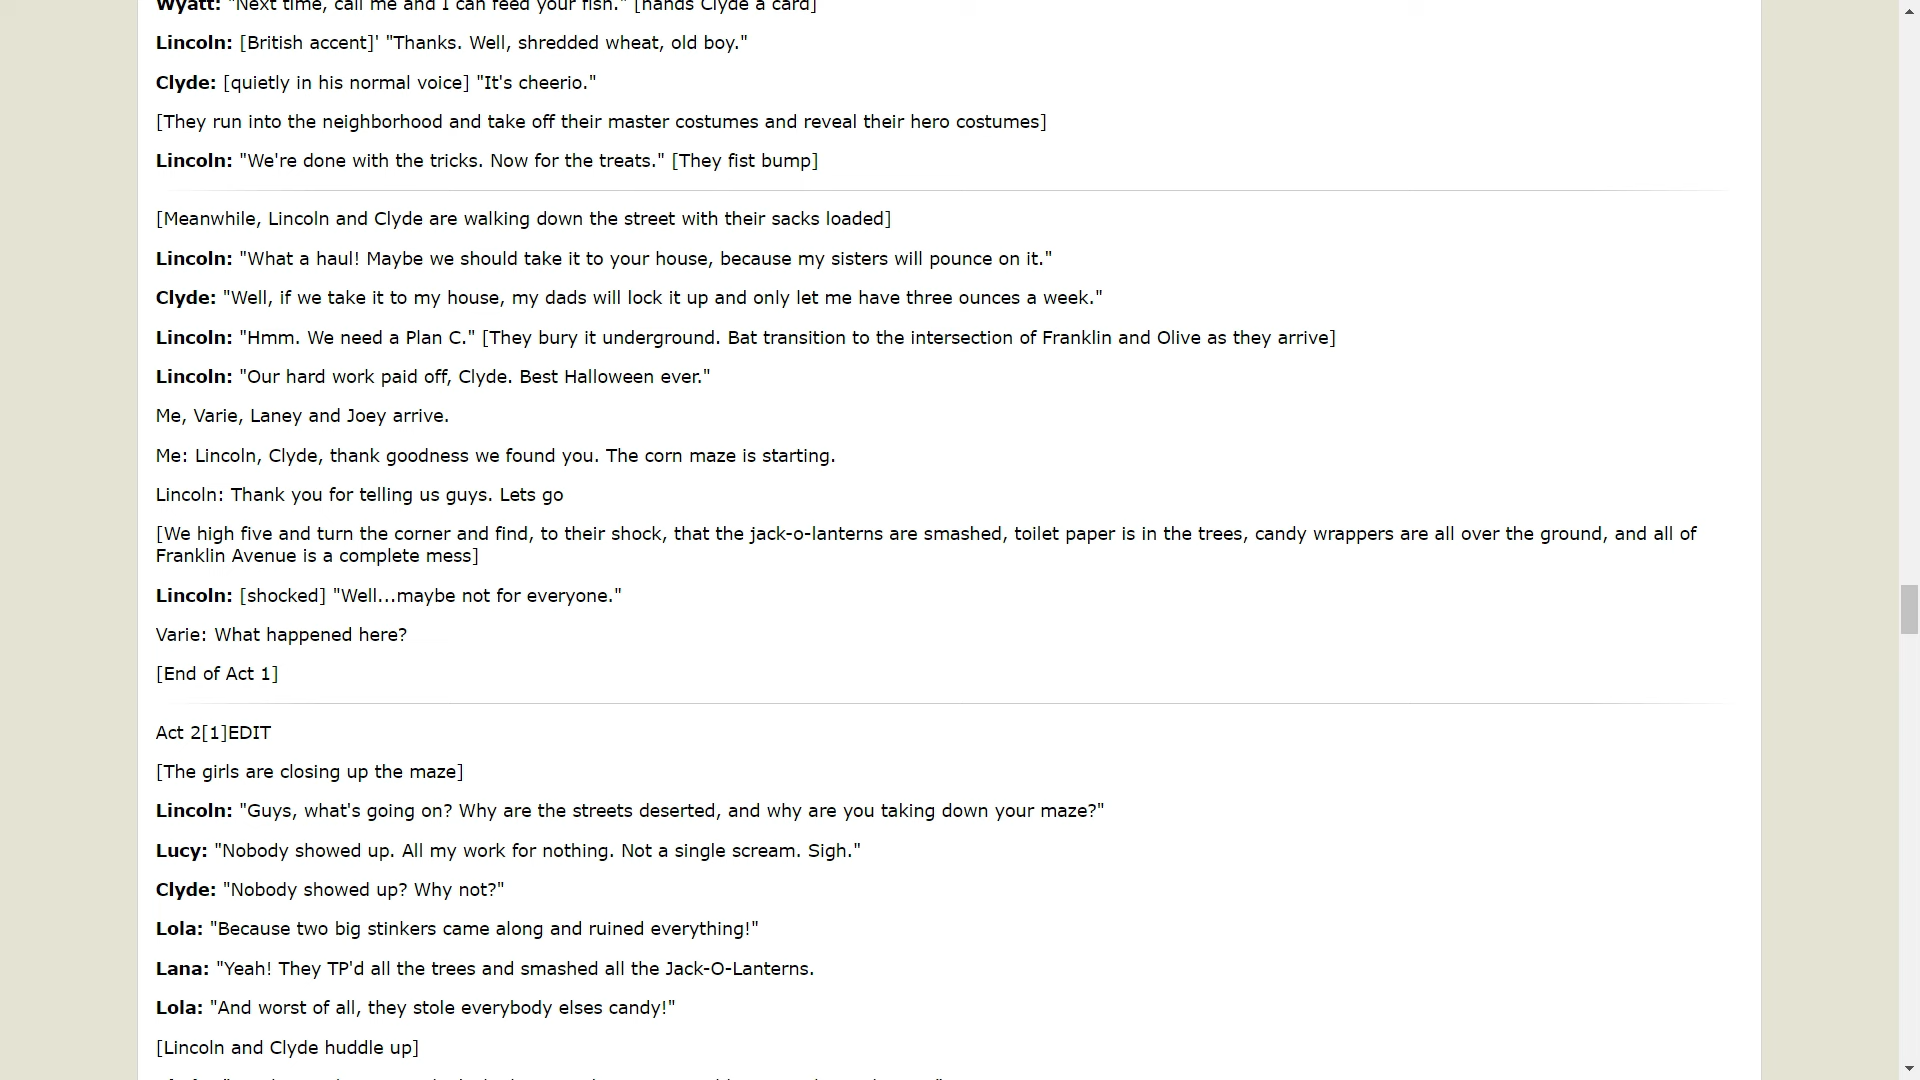 Wyatt: "Next time, call me and I can feed your fish." [hands Clyde a card]
Lincoln: [British accent]' "Thanks. Well, shredded wheat, old boy."
Clyde: [quietly in his normal voice] "It's cheerio."
[They run into the neighborhood and take off their master costumes and reveal their hero costumes]
Lincoln: "We're done with the tricks. Now for the treats." [They fist bump]
[Meanwhile, Lincoln and Clyde are walking down the street with their sacks loaded]
Lincoln: "What a haul! Maybe we should take it to your house, because my sisters will pounce on it."
Clyde: "Well, if we take it to my house, my dads will lock it up and only let me have three ounces a week."
Lincoln: "Hmm. We need a Plan C." [They bury it underground. Bat transition to the intersection of Franklin and Olive as they arrive]
Lincoln: "Our hard work paid off, Clyde. Best Halloween ever."
Me, Varie, Laney and Joey arrive.
Me: Lincoln, Clyde, thank goodness we found you. The corn maze is starting.
Lincoln: Thank you for telling us guys. Lets go
[We high five and turn the corner and find, to their shock, that the jack-o-lanterns are smashed, toilet paper is in the trees, candy wrappers are all over the ground, and all of
Franklin Avenue is a complete mess]
Lincoln: [shocked] "Well...maybe not for everyone."
Varie: What happened here?
[End of Act 1]
Act 2[1]EDIT
[The girls are closing up the maze]
Lincoln: "Guys, what's going on? Why are the streets deserted, and why are you taking down your maze?"
Lucy: "Nobody showed up. All my work for nothing. Not a single scream. Sigh."
Clyde: "Nobody showed up? Why not?"
Lola: "Because two big stinkers came along and ruined everything!"
Lana: "Yeah! They TP'd all the trees and smashed all the Jack-O-Lanterns.
Lola: "And worst of all, they stole everybody elses candy!"
[Lincoln and Clyde huddle up]